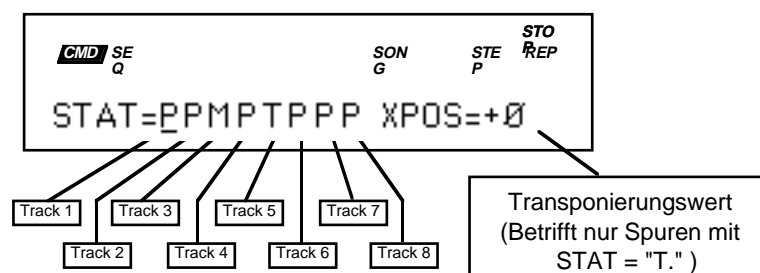 STO
CMD SE SON STE P REP
Q G P
STAT=PPMPTPPP XPOS=+0
Track 1 Track 3 Track 5 Track 7
Track 2 Track 4 Track 6 Track 8
Transponierungswert
(Betrifft nur Spuren mit
STAT = "T." )